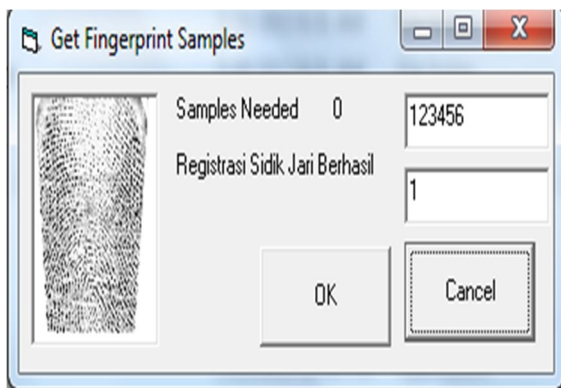 Get Fingerprint Samples
Samples Needed 0
123456
Registrasi Sidik Jari Berhasil
1
OK
Cancel